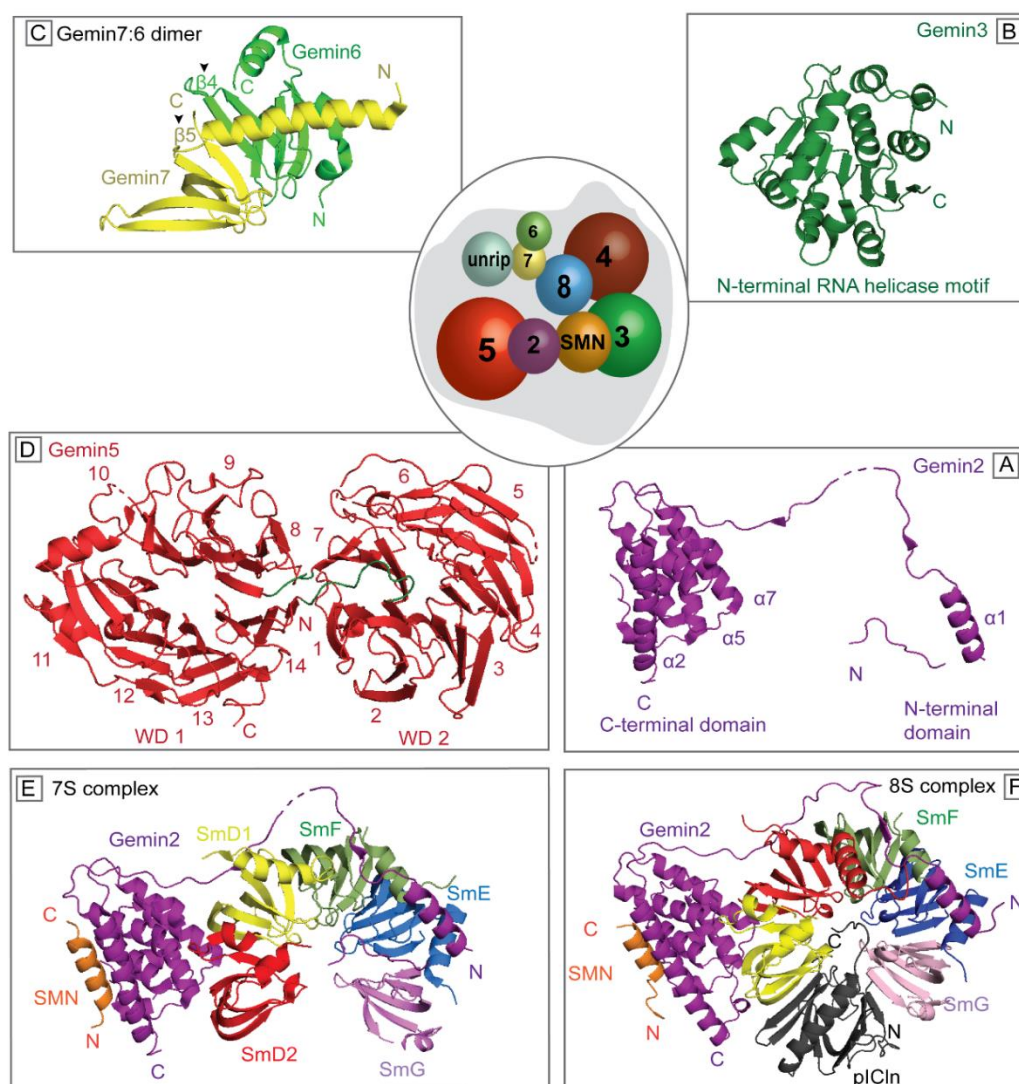 C Gemin7:6 dimer
Gemin6
N
β4
C
C
β5
Gemin7
N
B
Gemin3
N
C
N-terminal RNA helicase motif
6
unrip
7
4
8
5
2
SMN
3
D Gemin5
10
9
6
5
8
7
N
1
4
11
14
3
12
13
C
2
WD 1
WD 2
A
Gemin2
α7
α5
α1
α2
N
C
C-terminal domain
N-terminal
domain
E 7S complex
Gemin2
SmD1
SmF
SmE
C
SMN
N
N
C
SmD2
SmG
8S complex F
Gemin2
SmF
SmE
N
C
C
SMN
N
SmG
N
C
pICln